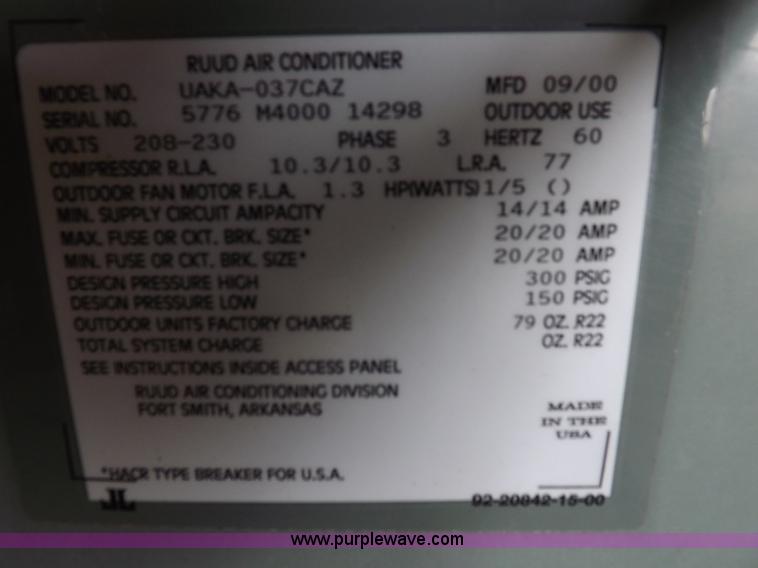 RUUD AIR CONDITIONER
MODEL NO. UAKA-037CAZ MFD 09/00
SERIAL NO. 5776 M4000 14298 OUTDOOR USE
VOLTS 208-230 PHASE 3 HERTZ 60
COMPRESSOR R.L.A. 10.3/10.3 L.R.A. 77
OUTDOOR FAN MOTOR F.L.A. 1.3 HP(WATTS) 1/5 ()
MIN. SUPPLY CIRCUIT AMPACITY 14/14 AMP
MAX. FUSE OR CKT. BRK. SIZE* 20/20 AMP
MIN. FUSE OR CKT. BRK. SIZE* 20/20 AMP
DESIGN PRESSURE HIGH 300 PSIG
DESIGN PRESSURE LOW 150 PSIG
OUTDOOR UNITS FACTORY CHARGE 79 OZ. R22
TOTAL SYSTEM CHARGE OZ. R22
SEE INSTRUCTIONS INSIDE ACCESS PANEL
RUUD AIR CONDITIONING DIVISION
FORT SMITH, ARKANSAS
MADE
IN THE
USA
*HACR TYPE BREAKER FOR U.S.A.
92-20842-15-00
www.purplewave.com